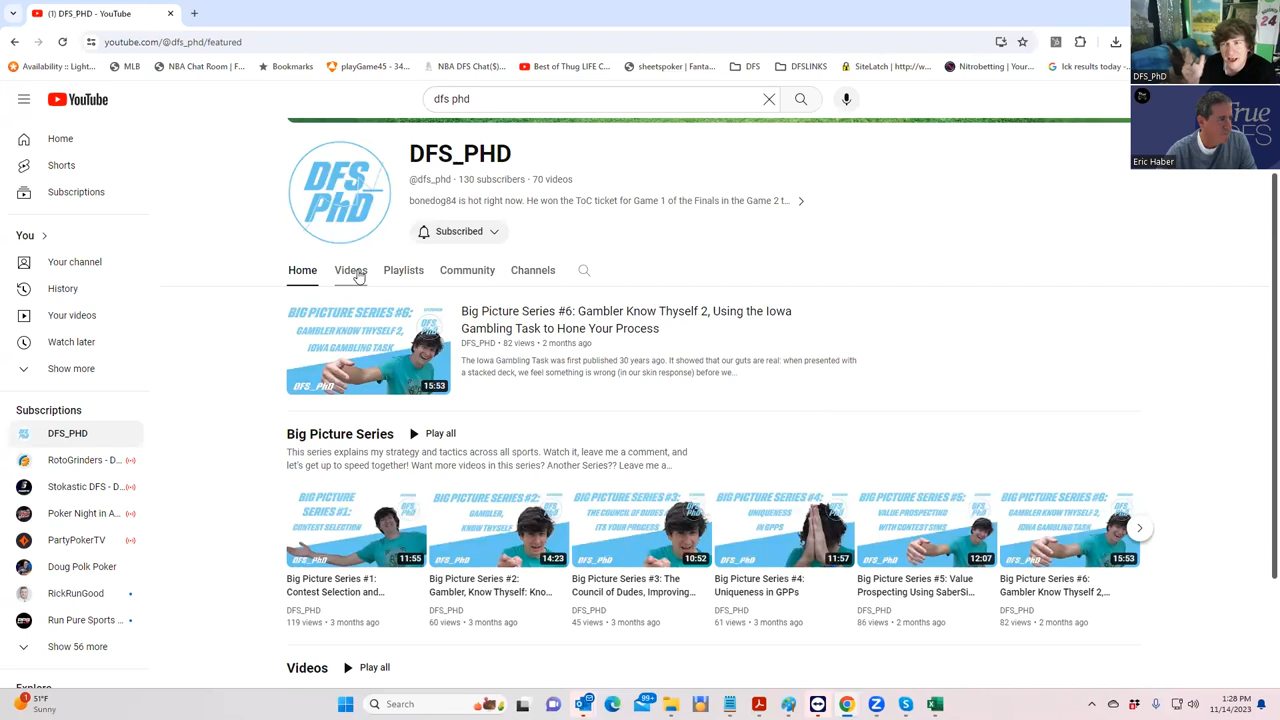 (1) DFS_PHD - YouTube
youtube.com/@dfs_phd/featured
Availability :: Light...
MLB
NBA Chat Room | F...
Bookmarks
playGame45 - 34...
NBA DFS Chat($)...
Best of Thug LIFE C...
sheetspoker | Fanta...
DFS
DFSLINKS
SiteLatch | http://w...
Nitrobetting | Your...
Ick results today -...
24
DFS_PhD
True
DFS
Eric Haber
YouTube
dfs phd
Home
Shorts
Subscriptions
You
Your channel
History
Your videos
Watch later
Show more
Subscriptions
DFS_PHD
RotoGrinders - D...
Stokastic DFS - D...
Poker Night in A...
PartyPokerTV
Doug Polk Poker
RickRunGood
Run Pure Sports ...
Show 56 more
Explore
DFS_
PhD
DFS_PHD
@dfs_phd · 130 subscribers · 70 videos
bonedog84 is hot right now. He won the ToC ticket for Game 1 of the Finals in the Game 2 t...
Subscribed
Home
Videos
Playlists
Community
Channels
BIG PICTURE SERIES #6:
GAMBLER KNOW THYSELF 2,
IOWA GAMBLING TASK
DFS_PHD
15:53
Big Picture Series #6: Gambler Know Thyself 2, Using the Iowa
Gambling Task to Hone Your Process
DFS_PHD · 82 views · 2 months ago
The Iowa Gambling Task was first published 30 years ago. It showed that our guts are real: when presented with
a stacked deck, we feel something is wrong (in our skin response) before we...
Big Picture Series
Play all
This series explains my strategy and tactics across all sports. Watch it, leave me a comment, and
let's get up to speed together! Want more videos in this series? Another Series?? Leave me a...
BIG PICTURE
SERIES #1:
CONTEST SELECTION
DFS_PhD
11:55
BIG PICTURE SERIES #2:
GAMBLER,
KNOW THYSELF
DFS_PHD
14:23
BIG PICTURE SERIES #3:
THE COUNCIL OF DUDES,
ITS YOUR PROCESS
DFS_PHD
10:52
BIG PICTURE SERIES #4:
UNIQUENESS
IN GPPS
DFS_PHD
11:57
BIG PICTURE SERIES #5:
VALUE PROSPECTING
WITH CONTEST SIMS
DFS_PHD
12:07
BIG PICTURE SERIES #6:
GAMBLER KNOW THYSELF 2,
IOWA GAMBLING TASK
DFS_PHD
15:53
Big Picture Series #1:
Contest Selection and...
DFS_PHD
119 views · 3 months ago
Big Picture Series #2:
Gambler, Know Thyself: Kno...
DFS_PHD
60 views · 3 months ago
Big Picture Series #3: The
Council of Dudes, Improving...
DFS_PHD
45 views · 3 months ago
Big Picture Series #4:
Uniqueness in GPPs
DFS_PHD
61 views · 3 months ago
Big Picture Series #5: Value
Prospecting Using SaberSi...
DFS_PHD
86 views · 2 months ago
Big Picture Series #6:
Gambler Know Thyself 2,...
DFS_PHD
82 views · 2 months ago
Videos
Play all
1
51°F
Sunny
Search
99+
1:28 PM
11/14/2023